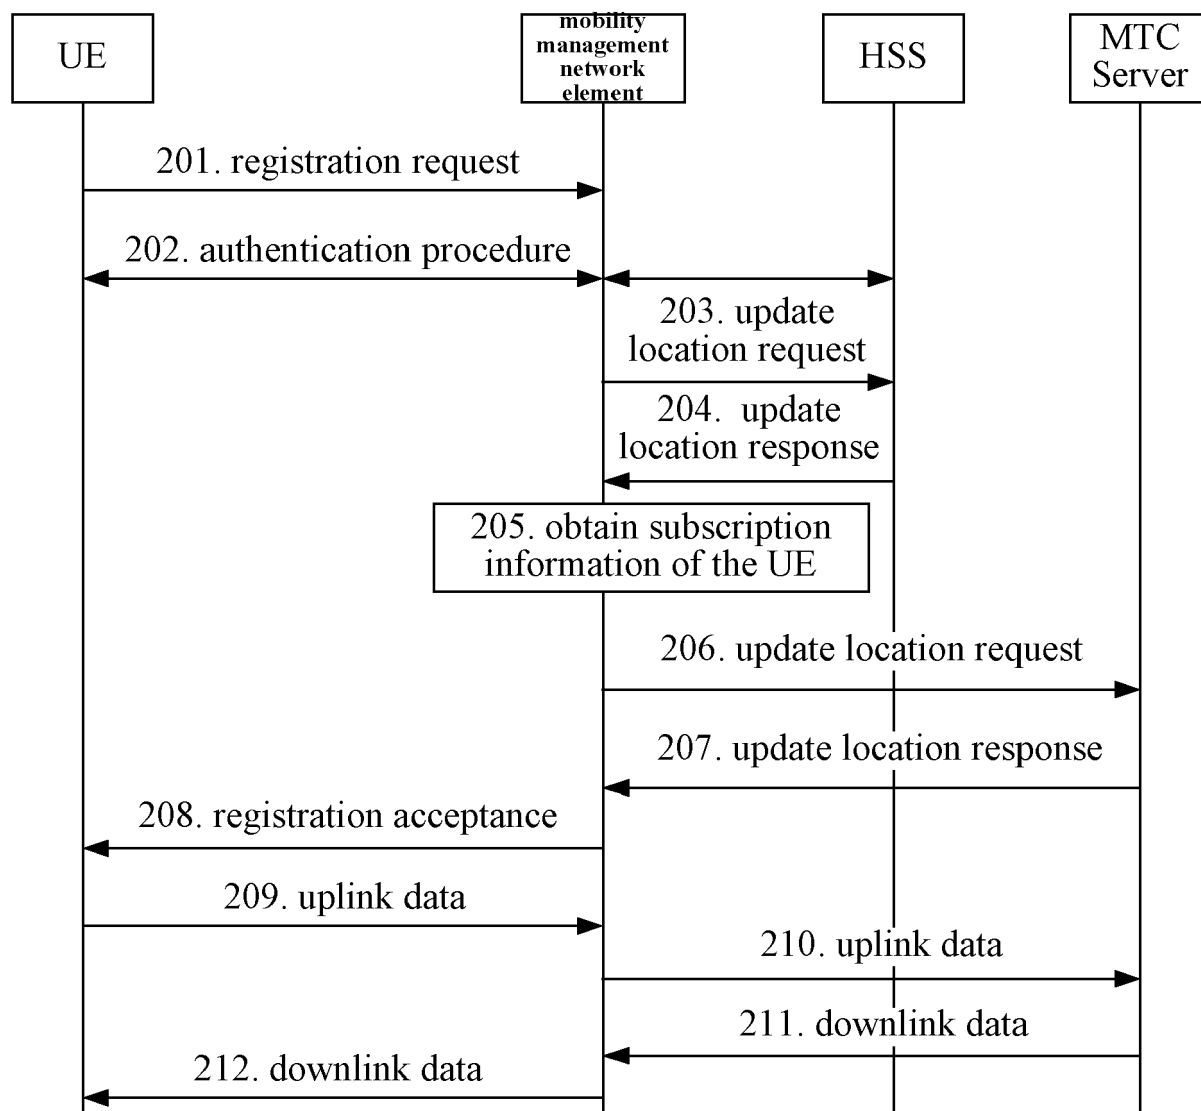 UE
mobility
management
network
element
HSS
MTC
Server
201. registration request
202. authentication procedure
203. update
location request
204. update
location response
205. obtain subscription
information of the UE
206. update location request
207. update location response
208. registration acceptance
209. uplink data
210. uplink data
211. downlink data
212. downlink data